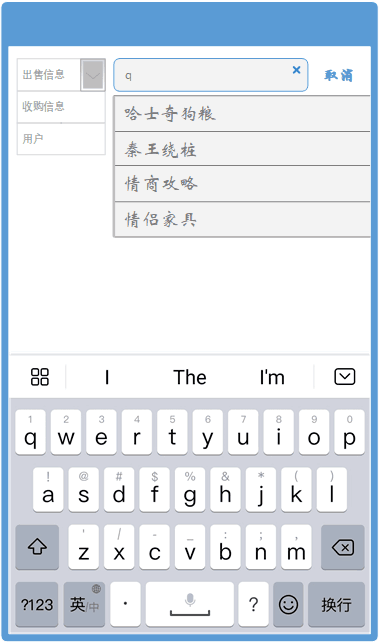 出售信息
收购信息
用户
q
×
取消
哈士奇狗粮
秦王绕桩
情商攻略
情侣家具
I The I'm
1 2 3 4 5 6 7 8 9 0
q w e r t y u i o p
! @ # $ % & * ( )
a s d f g h j k l
' / - _ : ; ,
z x c v b n m
?123 英/中 · ? 换行